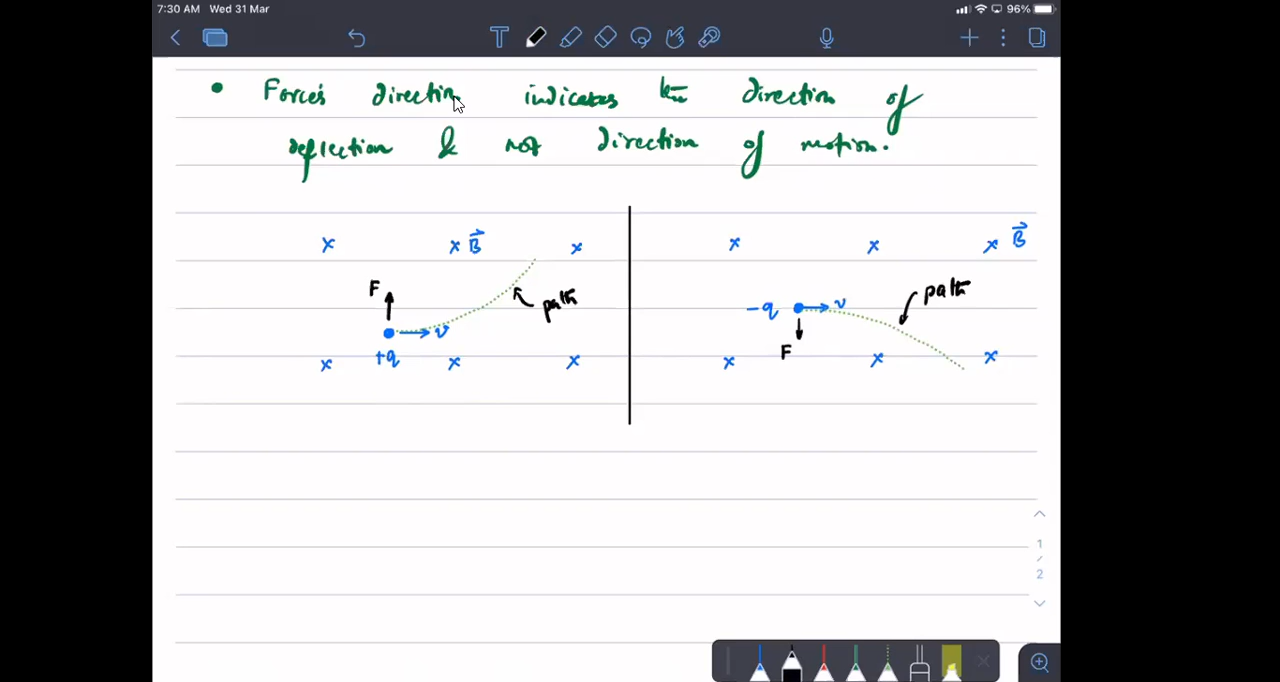 7:30 AM Wed 31 Mar
96%
T
• Force's direction indicates the direction of
deflection & not direction of motion.
x x B⃗ x
F
v
path
+q
x x x
x x x B⃗
-q v
path
F
x x x
1
/
2